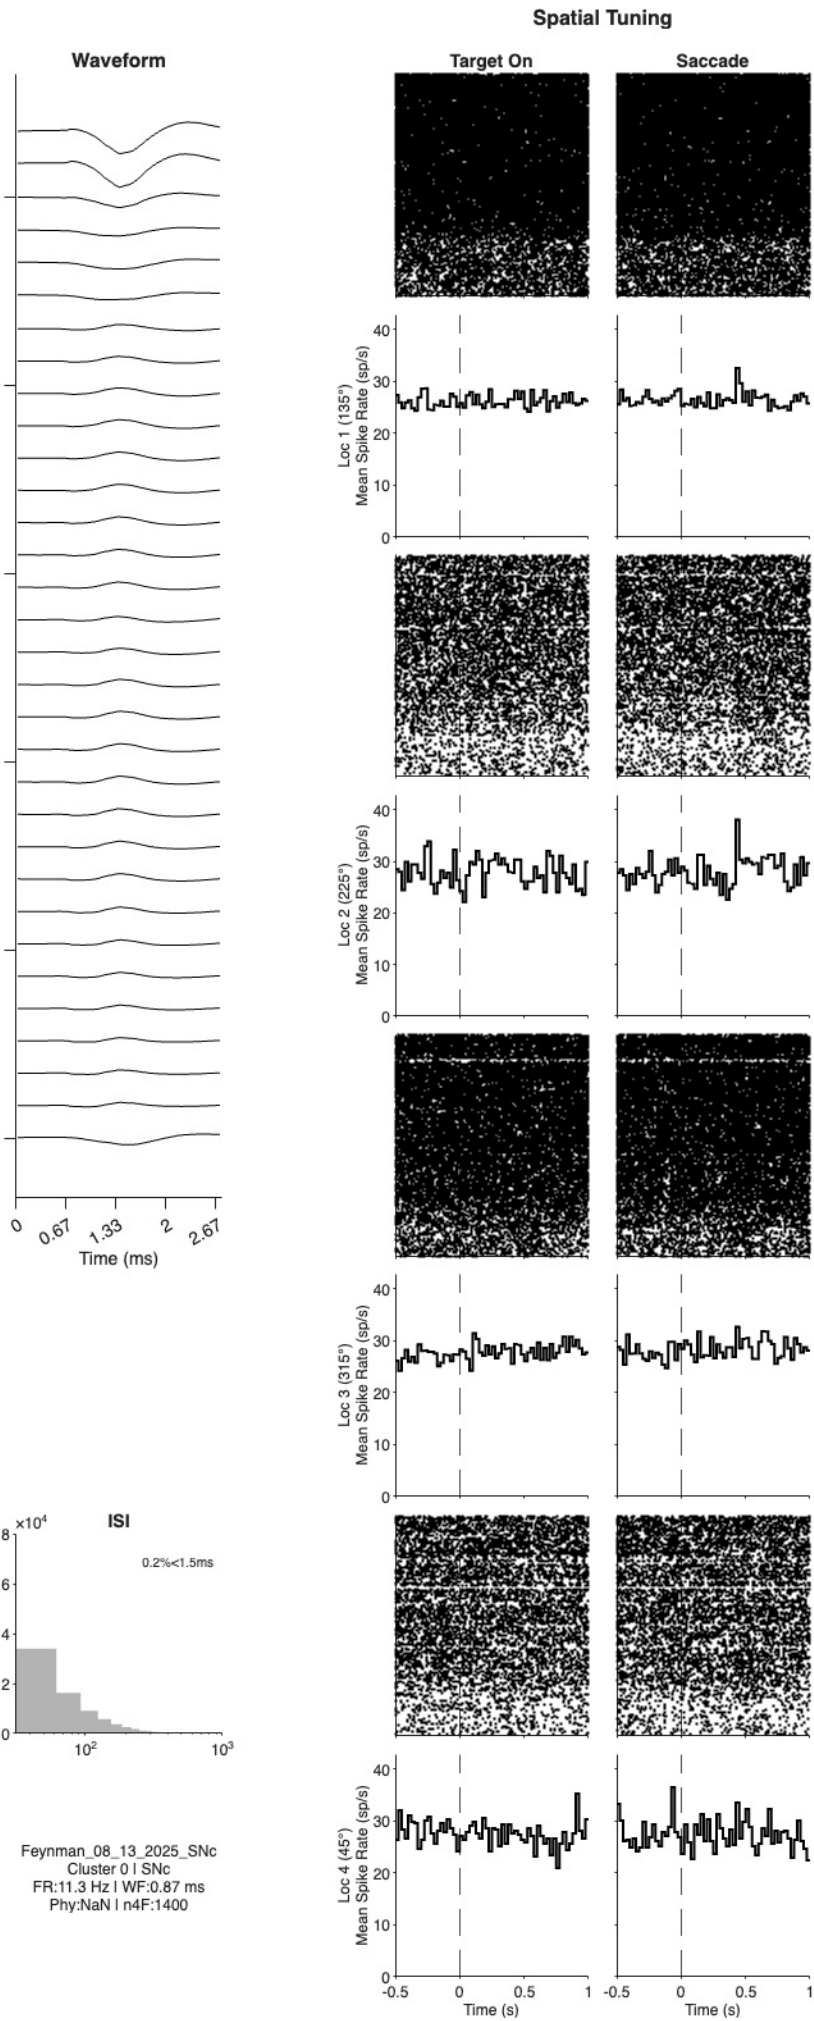 Spatial Tuning
Waveform
Target On
Saccade
0
0.67
1.33
2
2.67
Time (ms)
Loc 1 (135°)
Mean Spike Rate (sp/s)
40
30
20
10
0
Loc 2 (225°)
Mean Spike Rate (sp/s)
40
30
20
10
0
Loc 3 (315°)
Mean Spike Rate (sp/s)
40
30
20
10
0
×10⁴
ISI
0.2%<1.5ms
8
6
4
2
0
10²
10³
Feynman_08_13_2025_SNc
Cluster 0 | SNc
FR:11.3 Hz | WF:0.87 ms
Phy:NaN | n4F:1400
Loc 4 (45°)
Mean Spike Rate (sp/s)
40
30
20
10
0
-0.5 0 0.5 1
Time (s)
-0.5 0 0.5 1
Time (s)